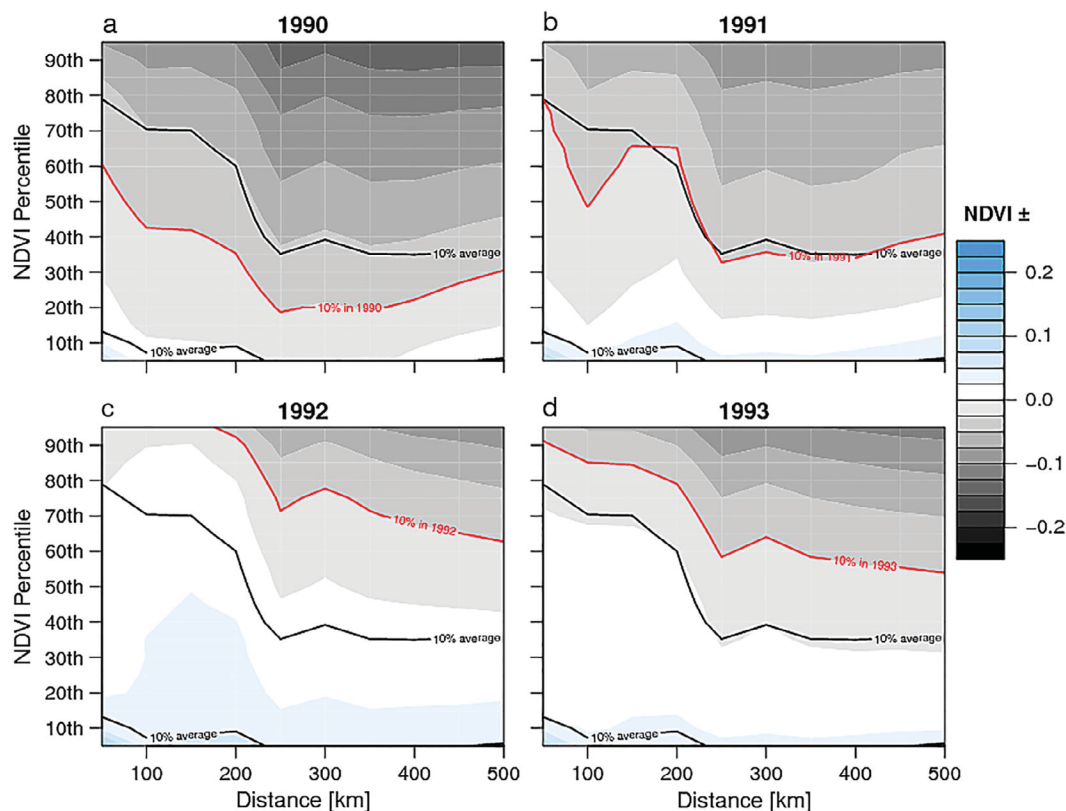 a 1990
b 1991
NDVI Percentile
90th
80th
70th
60th
50th
40th
30th
20th
10th
10% average
10% in 1990
10% average
10% average
10% in 1991
10% average
NDVI ±
0.2
0.1
0.0
−0.1
−0.2
c 1992
d 1993
NDVI Percentile
90th
80th
70th
60th
50th
40th
30th
20th
10th
10% in 1992
10% average
10% average
10% in 1993
10% average
10% average
100 200 300 400 500
100 200 300 400 500
Distance [km]
Distance [km]